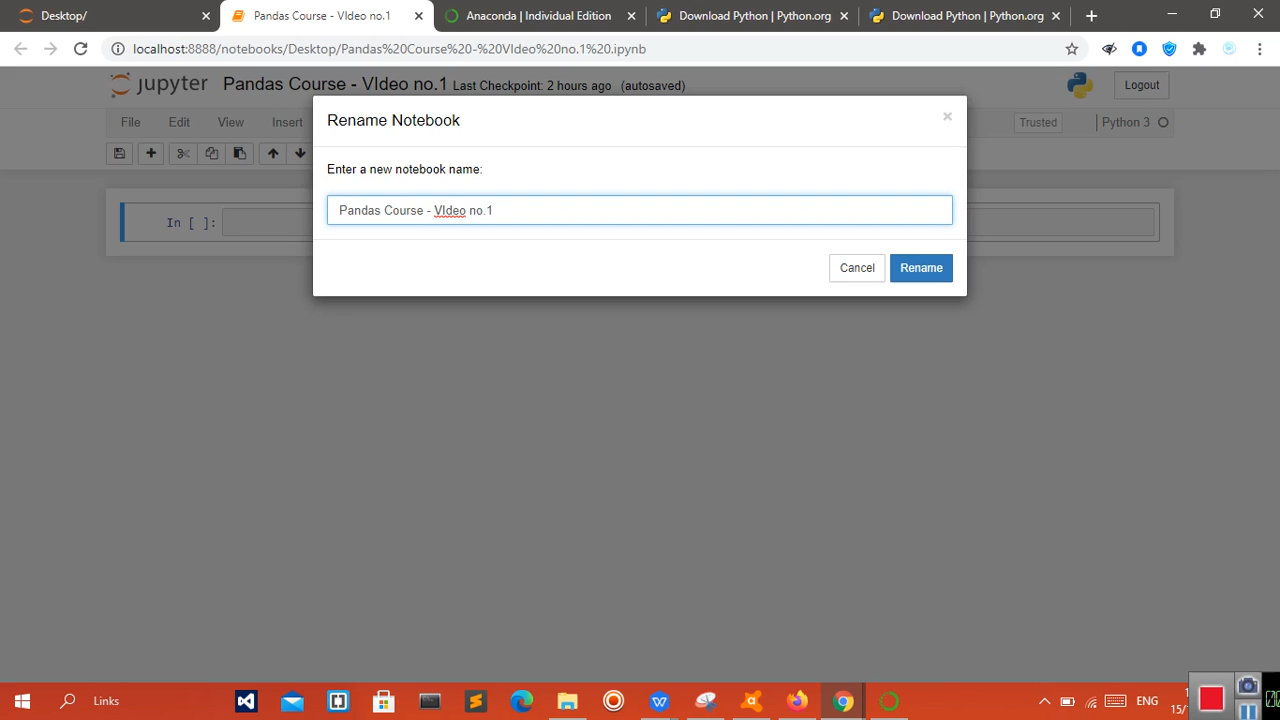 Desktop/
Pandas Course - VIdeo no.1
Anaconda | Individual Edition
Download Python | Python.org
Download Python | Python.org
localhost:8888/notebooks/Desktop/Pandas%20Course%20-%20VIdeo%20no.1%20.ipynb
jupyter Pandas Course - VIdeo no.1 Last Checkpoint: 2 hours ago (autosaved)
Logout
File Edit View Insert
Trusted
Python 3
Rename Notebook
Enter a new notebook name:
Pandas Course - VIdeo no.1
In [ ]:
Cancel
Rename
Links
ENG